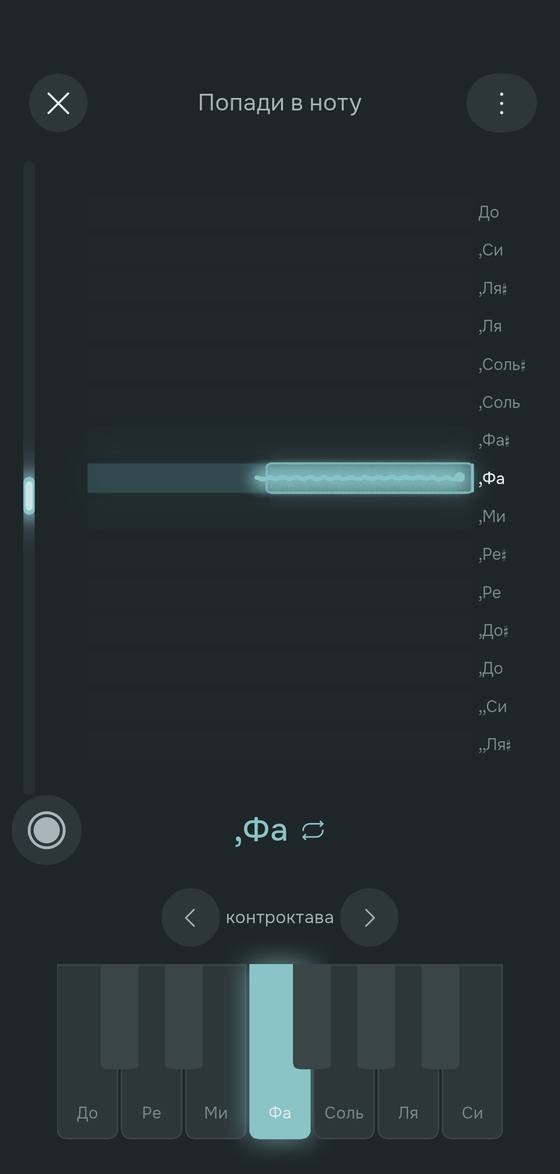 Попади в ноту
До
,Си
,Ля♯
,Ля
,Соль♯
,Соль
,Фа♯
,Фа
,Ми
,Ре♯
,Ре
,До♯
,До
,,Си
,,Ля♯
,Фа
контроктава
До Ре Ми Фа Соль Ля Си